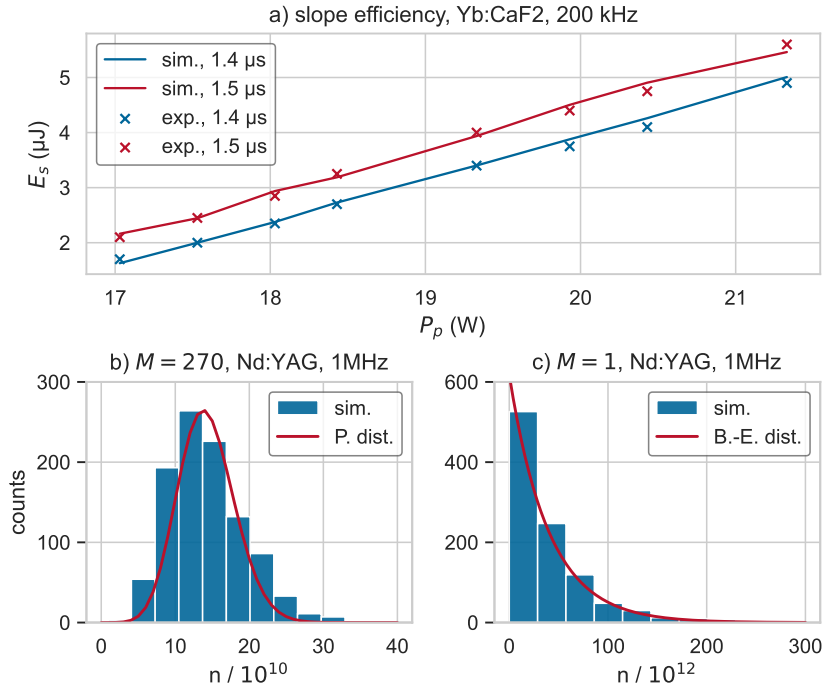 a) slope efficiency, Yb:CaF2, 200 kHz
sim., 1.4 µs
sim., 1.5 µs
exp., 1.4 µs
exp., 1.5 µs
E_s (µJ)
5
4
3
2
17 18 19 20 21
P_p (W)
b) M = 270, Nd:YAG, 1MHz
sim.
P. dist.
counts
300
200
100
0
0 10 20 30 40
n / 10^10
c) M = 1, Nd:YAG, 1MHz
sim.
B.-E. dist.
600
400
200
0
0 100 200 300
n / 10^12